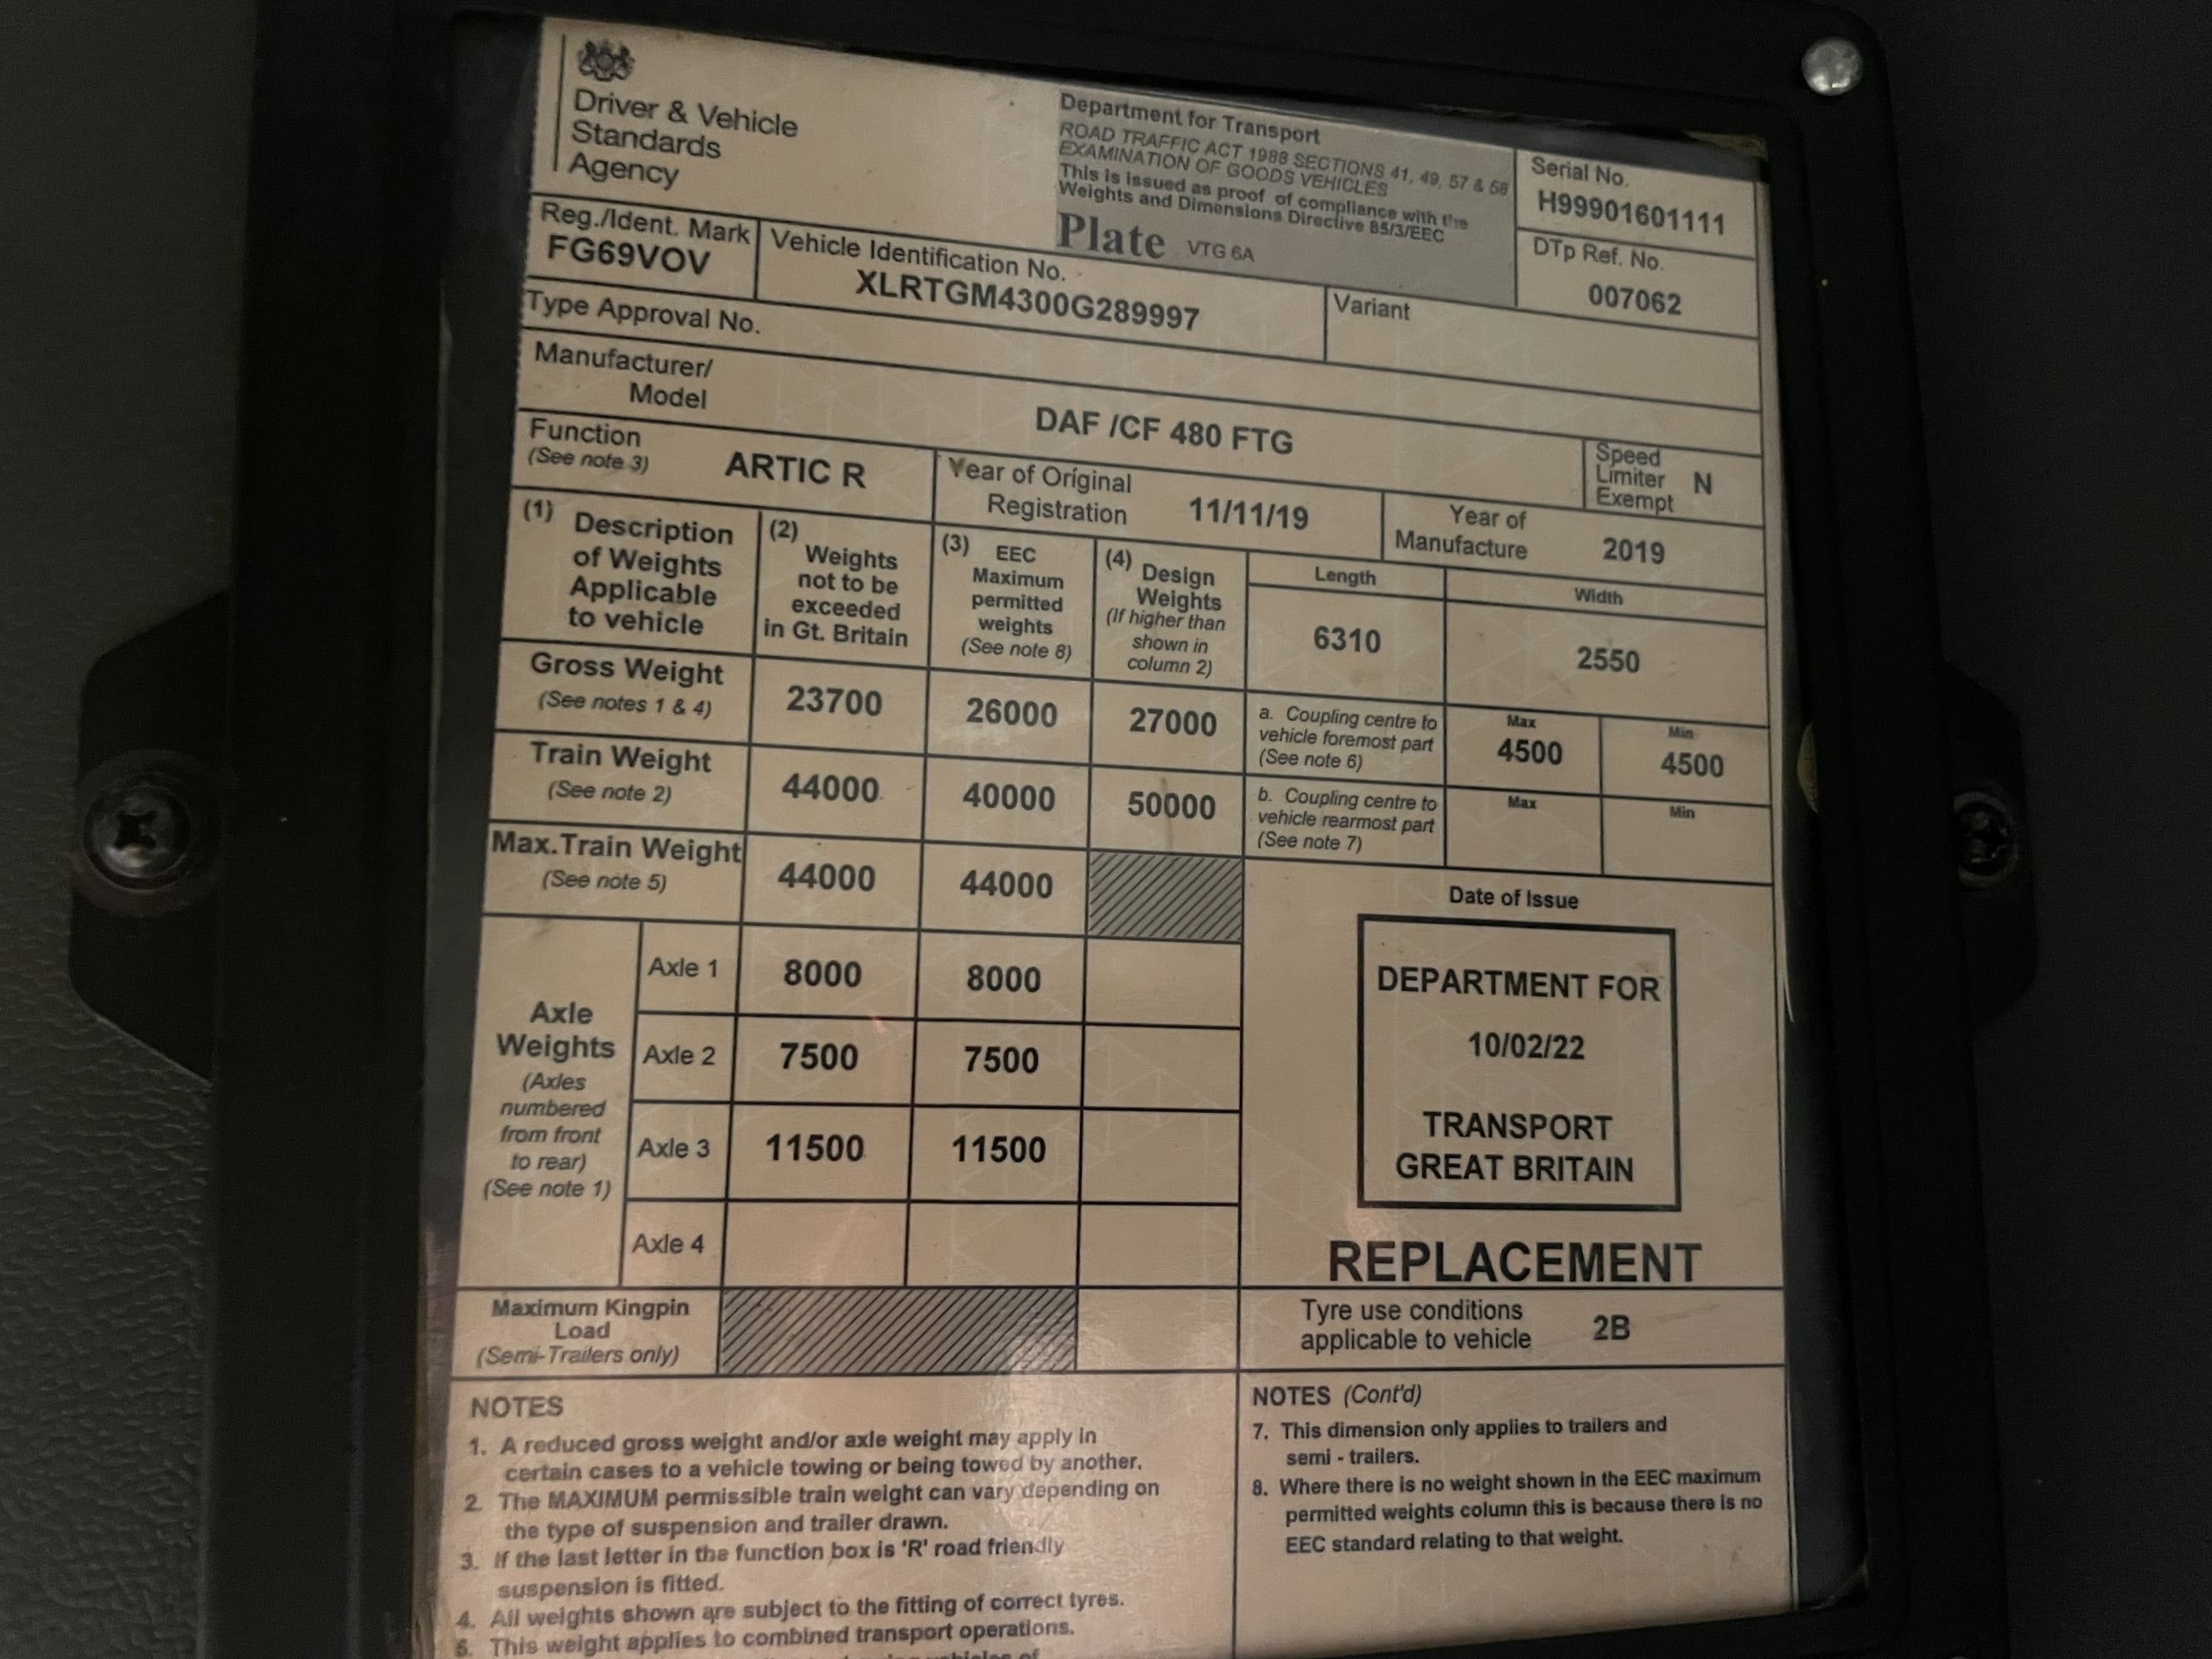 Driver & Vehicle
Standards
Agency
Department for Transport
ROAD TRAFFIC ACT 1988 SECTIONS 41, 49, 57 & 58
EXAMINATION OF GOODS VEHICLES
This is issued as proof of compliance with the
Weights and Dimensions Directive 85/3/EEC
Plate VTG 6A
Serial No.
H99901601111
DTp Ref. No.
007062
Reg./Ident. Mark
FG69VOV
Vehicle Identification No.
XLRTGM4300G289997
Variant
Type Approval No.
Manufacturer/
Model
DAF /CF 480 FTG
Speed
Limiter
Exempt
N
Function
(See note 3)
ARTIC R
Year of Original
Registration
11/11/19
Year of
Manufacture
2019
(1) Description
of Weights
Applicable
to vehicle
(2) Weights
not to be
exceeded
in Gt. Britain
(3) EEC
Maximum
permitted
weights
(See note 8)
(4) Design
Weights
(If higher than
shown in
column 2)
Length
6310
Width
2550
Gross Weight
(See notes 1 & 4)
23700
26000
27000
a. Coupling centre to
vehicle foremost part
(See note 6)
Max
4500
Min
4500
Train Weight
(See note 2)
44000
40000
50000
b. Coupling centre to
vehicle rearmost part
(See note 7)
Max
Min
Max.Train Weight
(See note 5)
44000
44000
Axle
Weights
(Axles
numbered
from front
to rear)
(See note 1)
Axle 1
8000
8000
Axle 2
7500
7500
Axle 3
11500
11500
Axle 4
Date of Issue
DEPARTMENT FOR
10/02/22
TRANSPORT
GREAT BRITAIN
REPLACEMENT
Maximum Kingpin
Load
(Semi-Trailers only)
Tyre use conditions
applicable to vehicle
2B
NOTES
1. A reduced gross weight and/or axle weight may apply in
certain cases to a vehicle towing or being towed by another.
2. The MAXIMUM permissible train weight can vary depending on
the type of suspension and trailer drawn.
3. If the last letter in the function box is 'R' road friendly
suspension is fitted.
4. All weights shown are subject to the fitting of correct tyres.
5. This weight applies to combined transport operations.
NOTES (Cont'd)
7. This dimension only applies to trailers and
semi - trailers.
8. Where there is no weight shown in the EEC maximum
permitted weights column this is because there is no
EEC standard relating to that weight.